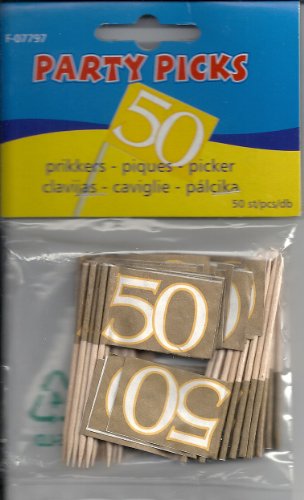 F-07797
PARTY PICKS
50
prikkers - piques - picker
clavijas - caviglie - pálcika
50 st/pcs/db
50
50